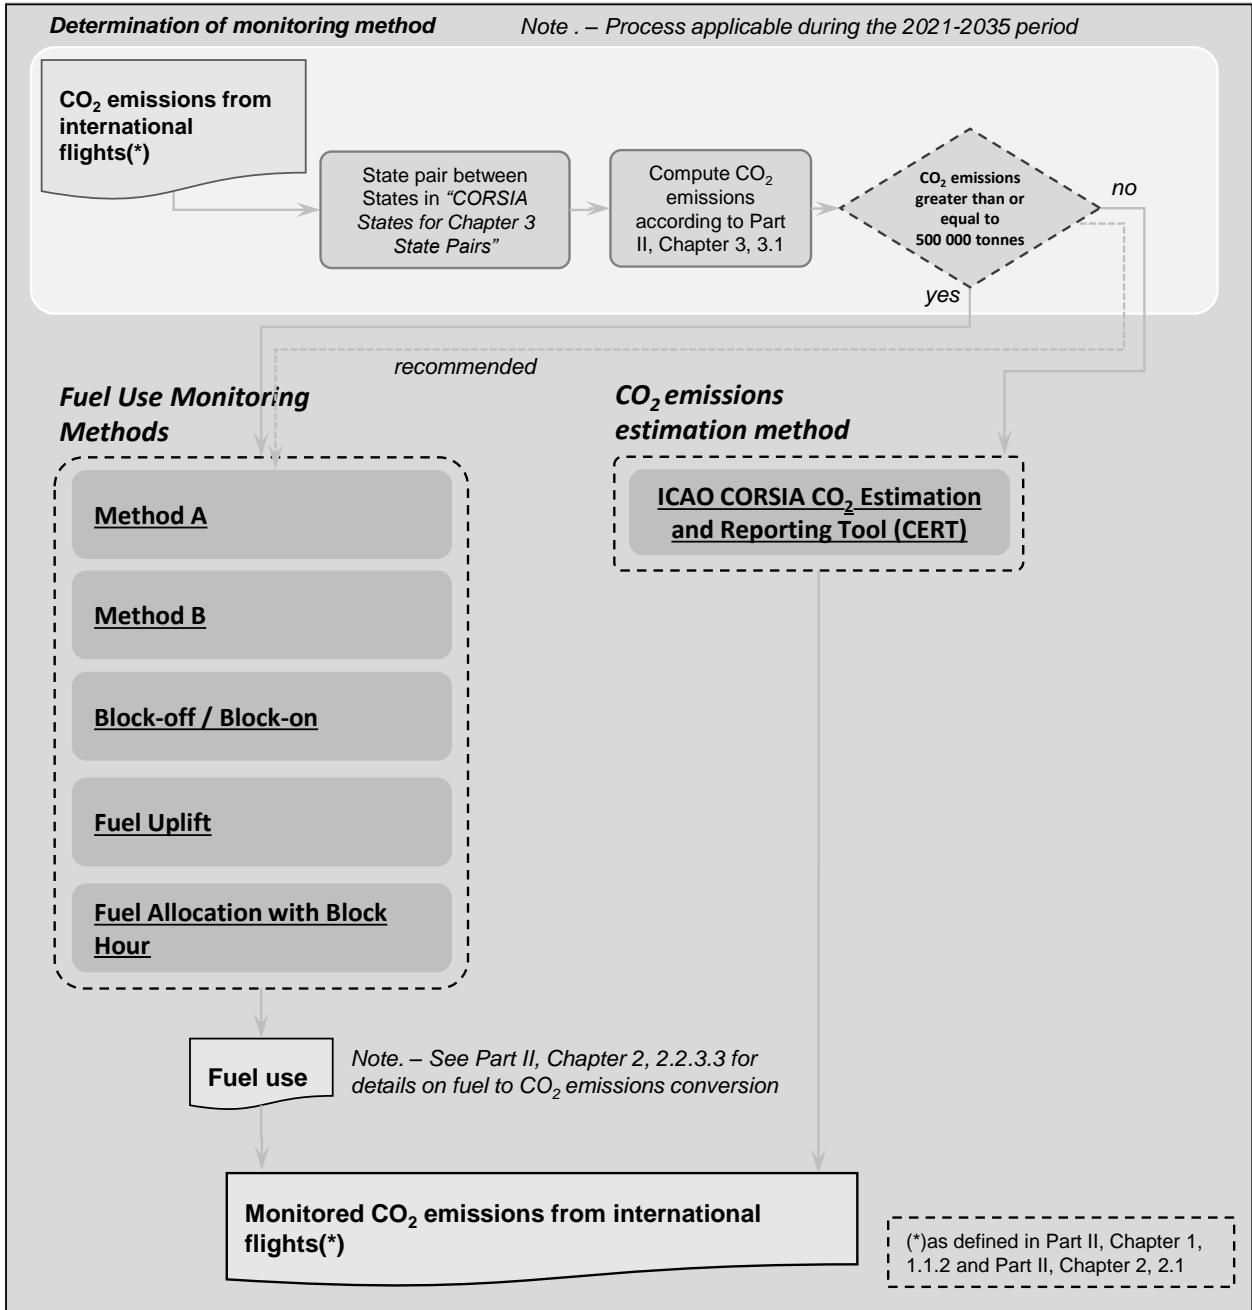 Determination of monitoring method
Note . – Process applicable during the 2021-2035 period
CO₂ emissions from
international
flights(*)
State pair between
States in "CORSIA
States for Chapter 3
State Pairs"
Compute CO₂
emissions
according to Part
II, Chapter 3, 3.1
CO₂ emissions
greater than or
equal to
500 000 tonnes
no
yes
recommended
Fuel Use Monitoring
Methods
CO₂ emissions
estimation method
Method A
Method B
Block-off / Block-on
Fuel Uplift
Fuel Allocation with Block
Hour
ICAO CORSIA CO₂ Estimation
and Reporting Tool (CERT)
Fuel use
Note. – See Part II, Chapter 2, 2.2.3.3 for
details on fuel to CO₂ emissions conversion
Monitored CO₂ emissions from international
flights(*)
(*)as defined in Part II, Chapter 1,
1.1.2 and Part II, Chapter 2, 2.1